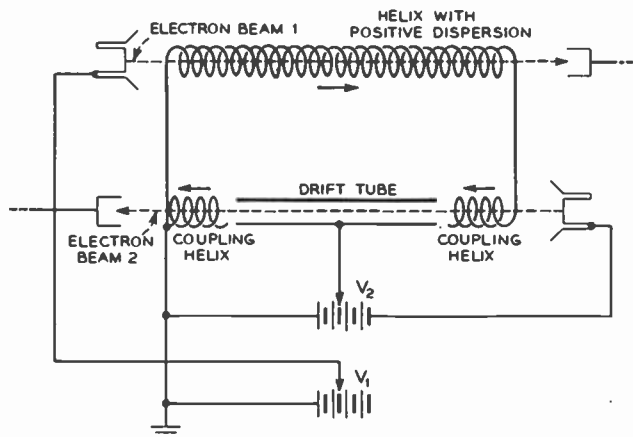 ELECTRON BEAM 1
HELIX WITH
POSITIVE DISPERSION
DRIFT TUBE
ELECTRON
BEAM 2
COUPLING
HELIX
COUPLING
HELIX
V2
V1